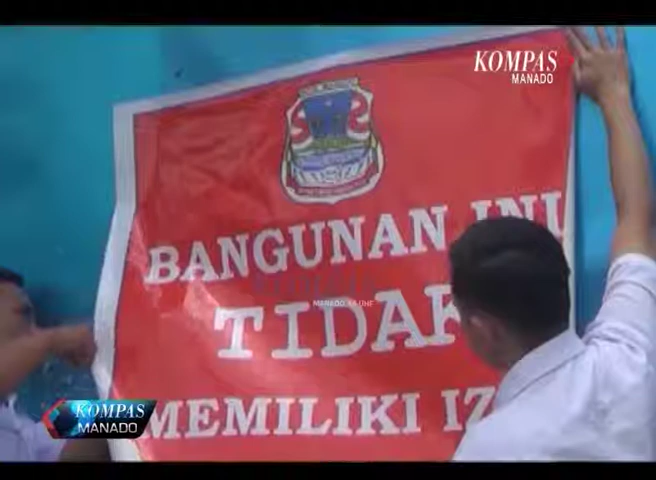 KOMPAS
MANADO
BANGUNAN INI
TIDAK
MEMILIKI IZ
KOMPAS
MANADO